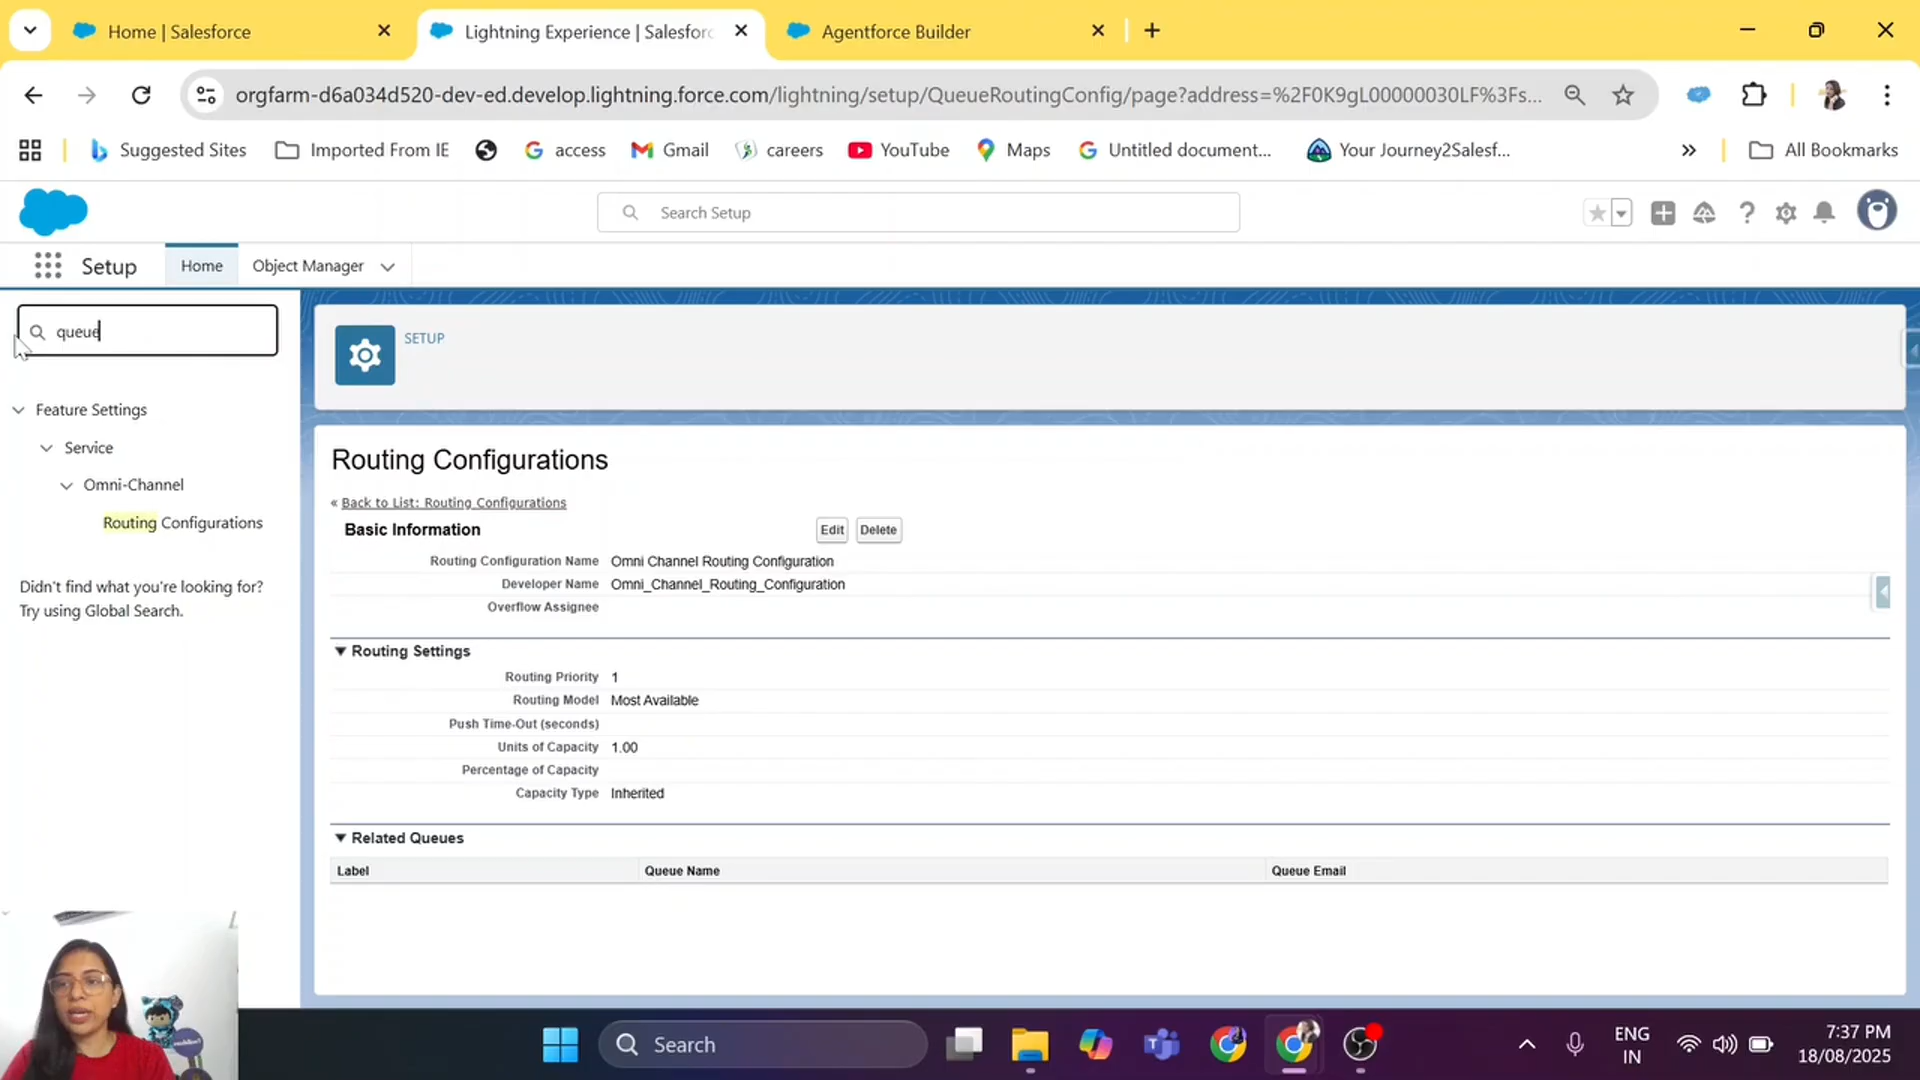 Home | Salesforce
Lightning Experience | Salesforc
Agentforce Builder
orgfarm-d6a034d520-dev-ed.develop.lightning.force.com/lightning/setup/QueueRoutingConfig/page?address=%2F0K9gL00000030LF%3Fs...
Suggested Sites
Imported From IE
access
Gmail
careers
YouTube
Maps
Untitled document...
Your Journey2Salesf...
All Bookmarks
Search Setup
Setup
Home
Object Manager
queue
SETUP
Feature Settings
Service
Omni-Channel
Routing Configurations
Didn't find what you're looking for?
Try using Global Search.
Routing Configurations
« Back to List: Routing Configurations
Basic Information
Edit
Delete
Routing Configuration Name Omni Channel Routing Configuration
Developer Name Omni_Channel_Routing_Configuration
Overflow Assignee
Routing Settings
Routing Priority 1
Routing Model Most Available
Push Time-Out (seconds)
Units of Capacity 1.00
Percentage of Capacity
Capacity Type Inherited
Related Queues
Label Queue Name Queue Email
Search
ENG
IN
7:37 PM
18/08/2025